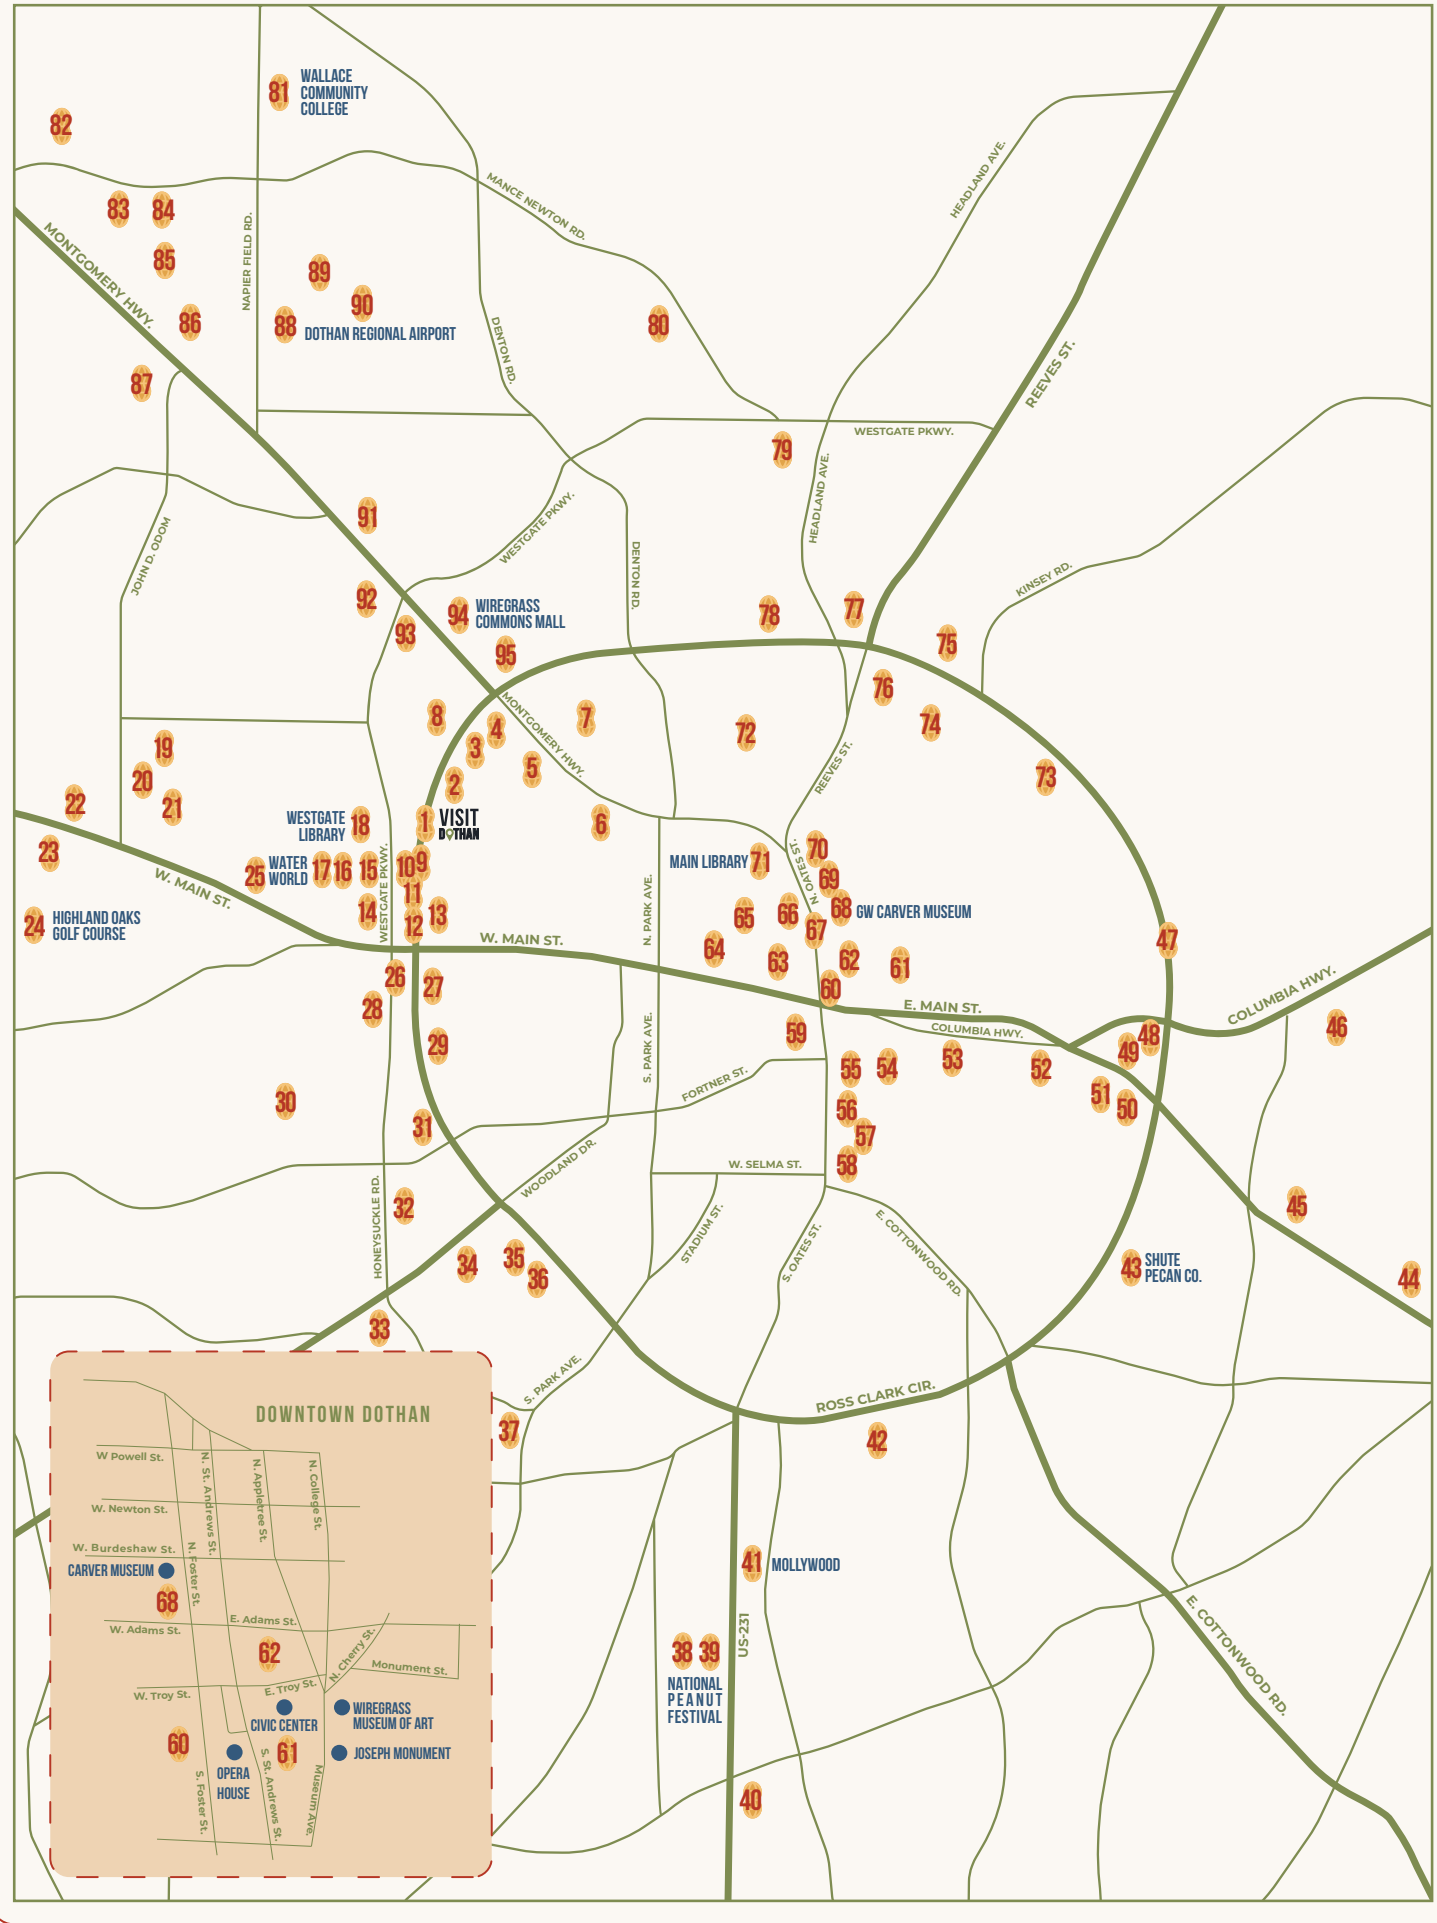 81
WALLACE
COMMUNITY
COLLEGE
82
HEADLAND AVE.
MANCE NEWTON RD.
83
84
MONTGOMERY HWY.
NAPIER FIELD RD.
85
89
90
86
88
DOTHAN REGIONAL AIRPORT
80
DENTON RD.
REEVES ST.
87
WESTGATE PKWY.
79
HEADLAND AVE.
91
WESTGATE PKWY.
JOHN D. ODOM
DENTON RD.
KINSEY RD.
92
94
WIREGRASS
COMMONS MALL
78
77
93
95
75
76
8
4
7
MONTGOMERY HWY.
72
74
19
3
5
REEVES ST.
73
20
2
22
21
WESTGATE
LIBRARY
18
1
VISIT
DOTHAN
6
23
25
WATER
WORLD
17
16
15
10
9
MAIN LIBRARY
71
70
N. OATES ST.
69
W. MAIN ST.
WESTGATE PKWY.
11
14
12
13
N. PARK AVE.
65
66
68
GW CARVER MUSEUM
24
HIGHLAND OAKS
GOLF COURSE
67
W. MAIN ST.
64
63
62
61
47
26
27
60
28
E. MAIN ST.
COLUMBIA HWY.
COLUMBIA HWY.
46
29
S. PARK AVE.
59
48
49
55
54
53
52
30
FORTNER ST.
51
50
56
31
57
58
WOODLAND DR.
W. SELMA ST.
HONEYSUCKLE RD.
32
STADIUM ST.
S. OATES ST.
E. COTTONWOOD RD.
45
34
35
36
43
SHUTE
PECAN CO.
44
33
S. PARK AVE.
ROSS CLARK CIR.
37
42
41
MOLLYWOOD
US-231
38
39
NATIONAL
PEANUT
FESTIVAL
E. COTTONWOOD RD.
40
DOWNTOWN DOTHAN
W Powell St.
N. St. Andrews St.
N. Appletree St.
N. College St.
W. Newton St.
W. Burdeshaw St.
CARVER MUSEUM
N. Foster St.
68
W. Adams St.
E. Adams St.
62
N. Cherry St.
Monument St.
W. Troy St.
E. Troy St.
CIVIC CENTER
WIREGRASS
MUSEUM OF ART
60
61
JOSEPH MONUMENT
OPERA
HOUSE
S. Foster St.
S. St. Andrews St.
Museum Ave.